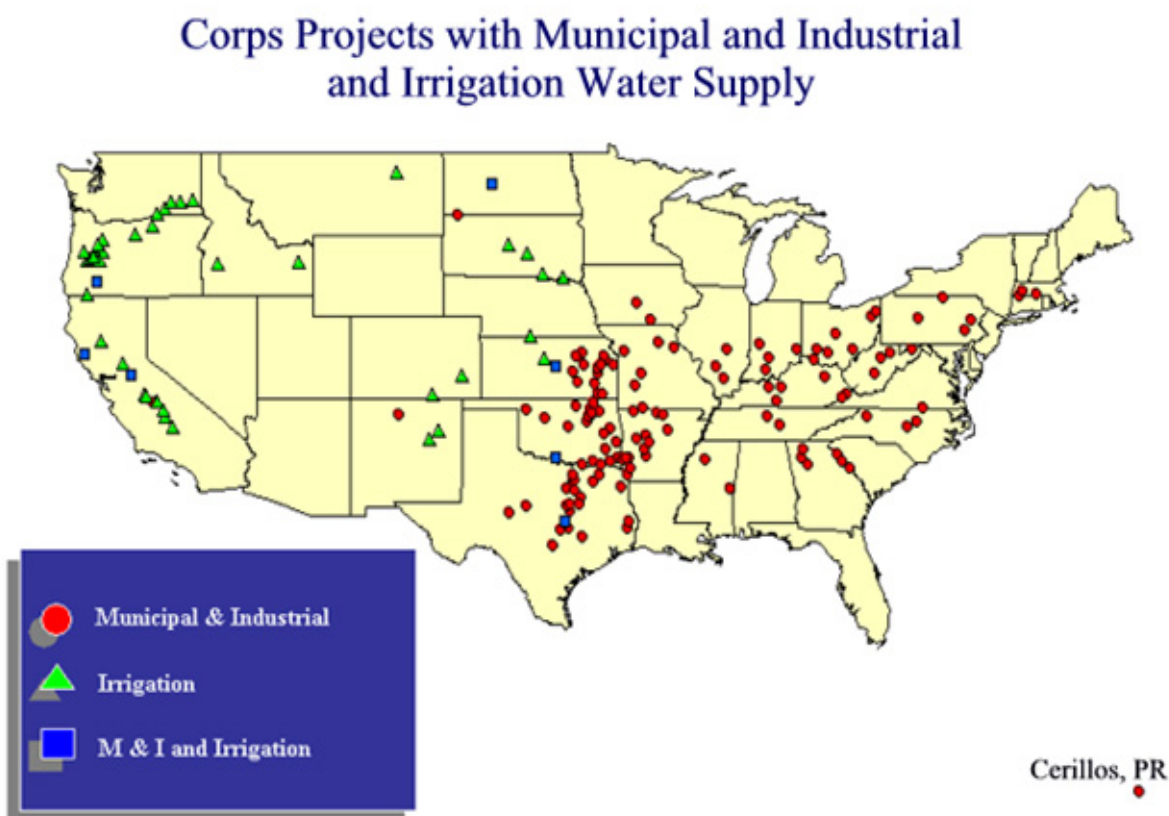 Corps Projects with Municipal and Industrial
and Irrigation Water Supply
Municipal & Industrial
Irrigation
M & I and Irrigation
Cerillos, PR